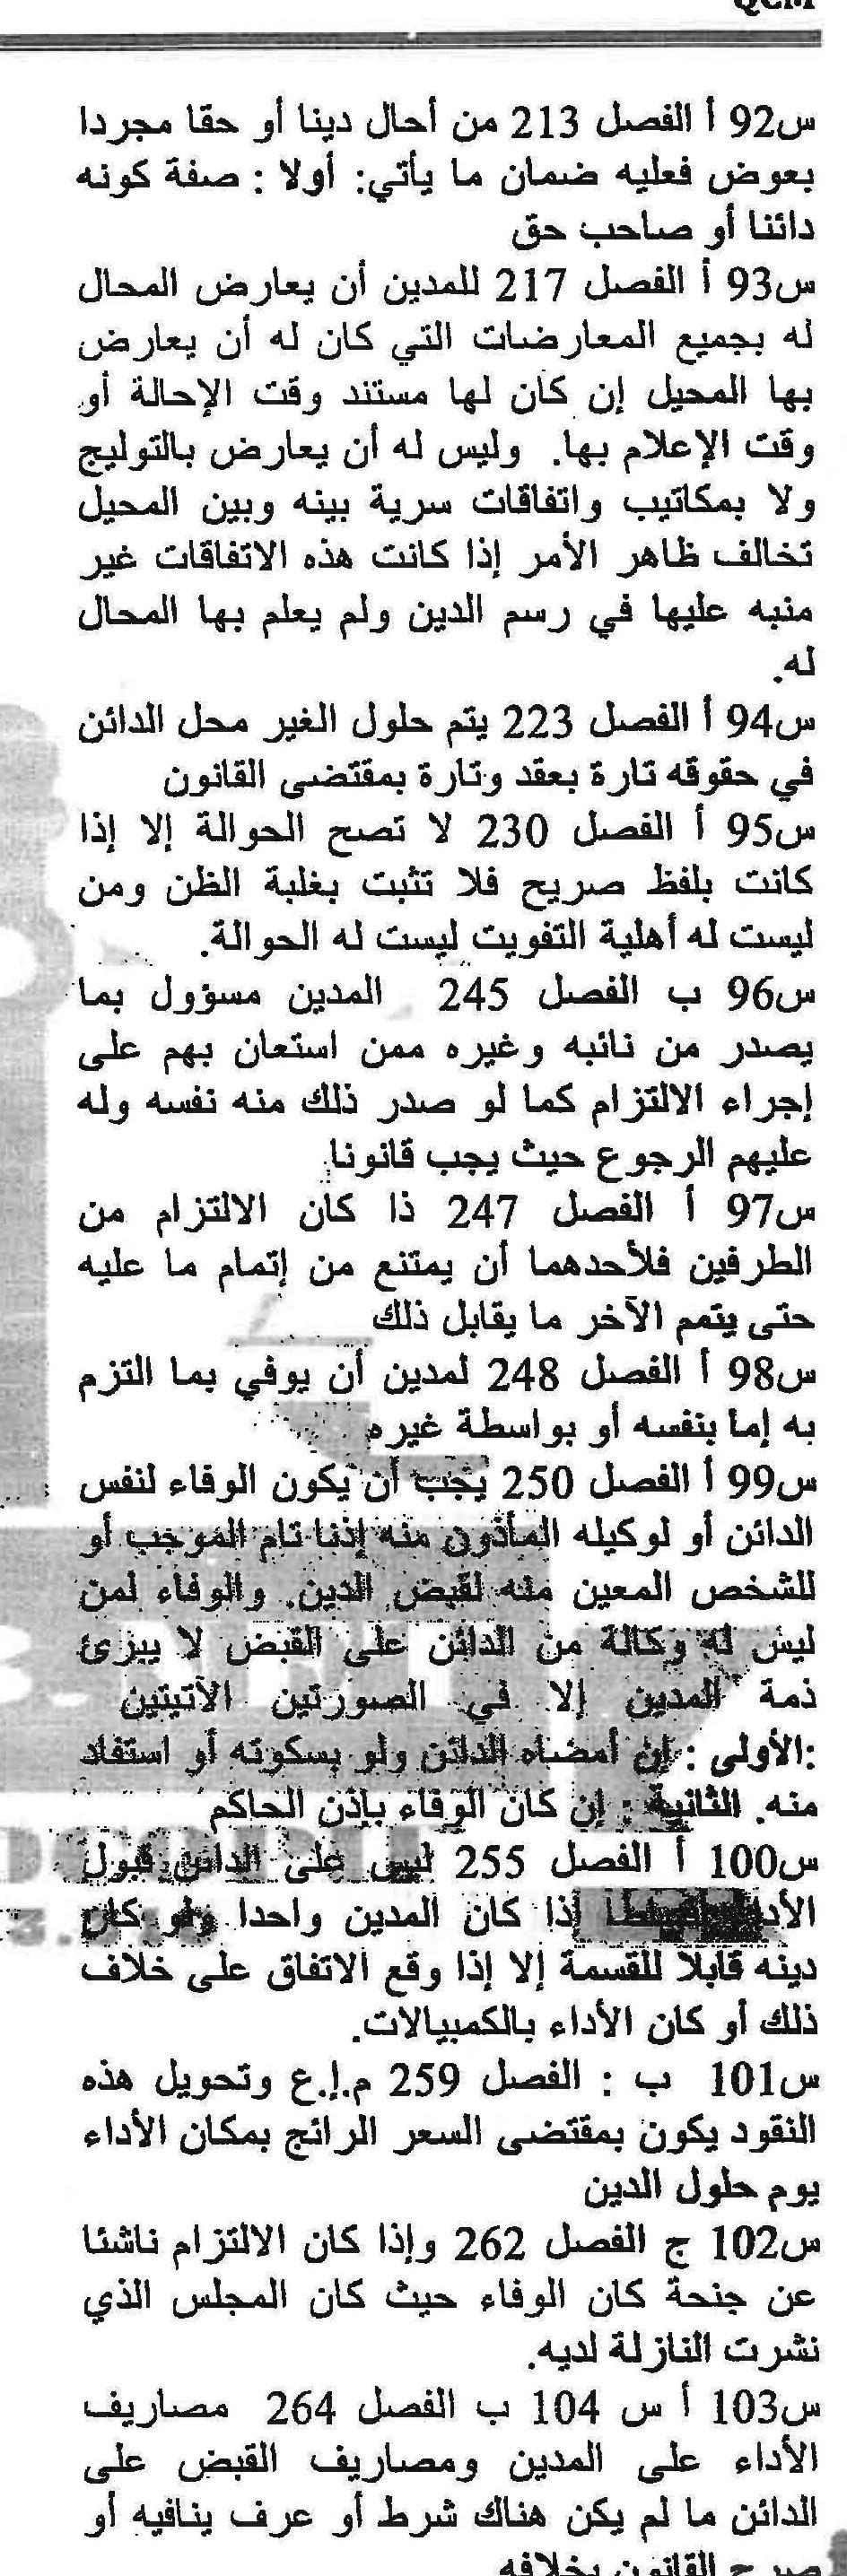 QCM
س92 أ الفصل 213 من أحال دينا أو حقا مجردا
بعوض فعليه ضمان ما يأتي: أولا : صفة كونه
دائنا أو صاحب حق
س93 أ الفصل 217 للمدين أن يعارض المحال
له بجميع المعارضات التي كان له أن يعارض
بها المحيل إن كان لها مستند وقت الإحالة أو
وقت الإعلام بها. وليس له أن يعارض بالتوليج
ولا بمكاتيب واتفاقات سرية بينه وبين المحيل
تخالف ظاهر الأمر إذا كانت هذه الاتفاقات غير
منبه عليها في رسم الدين ولم يعلم بها المحال
له.
س94 أ الفصل 223 يتم حلول الغير محل الدائن
في حقوقه تارة بعقد وتارة بمقتضى القانون
س95 أ الفصل 230 لا تصح الحوالة إلا إذا
كانت بلفظ صريح فلا تثبت بغلبة الظن ومن
ليست له أهلية التفويت ليست له الحوالة.
س96 ب الفصل 245 المدين مسؤول بما
يصدر من نائبه وغيره ممن استعان بهم على
إجراء الالتزام كما لو صدر ذلك منه نفسه وله
عليهم الرجوع حيث يجب قانونا
س97 أ الفصل 247 ذا كان الالتزام من
الطرفين فلأحدهما أن يمتنع من إتمام ما عليه
حتى يتمم الآخر ما يقابل ذلك
س98 أ الفصل 248 لمدين أن يوفي بما التزم
به إما بنفسه أو بواسطة غيره
س99 أ الفصل 250 يجب أن يكون الوفاء لنفس
الدائن أو لوكيله المأذون منه إذنا تام الموجب أو
للشخص المعين منه لقبض الدين. والوفاء لمن
ليس له وكالة من الدائن على القبض لا يبرئ
ذمة المدين إلا في الصورتين الآتيتين
:الأولى : إن أمضاه الدائن ولو بسكوته أو استفاد
منه. الثانية : إن كان الوفاء بإذن الحاكم
س100 أ الفصل 255 ليس على الدائن قبول
الأداء أقساطا إذا كان المدين واحدا ولو كان
دينه قابلا للقسمة إلا إذا وقع الاتفاق على خلاف
ذلك أو كان الأداء بالكمبيالات.
س101 ب : الفصل 259 م.إ.ع وتحويل هذه
النقود يكون بمقتضى السعر الرائج بمكان الأداء
يوم حلول الدين
س102 ج الفصل 262 وإذا كان الالتزام ناشئا
عن جنحة كان الوفاء حيث كان المجلس الذي
نشرت النازلة لديه.
س103 أ س 104 ب الفصل 264 مصاريف
الأداء على المدين ومصاريف القبض على
الدائن ما لم يكن هناك شرط أو عرف ينافيه أو
صرح القانون بخلافه